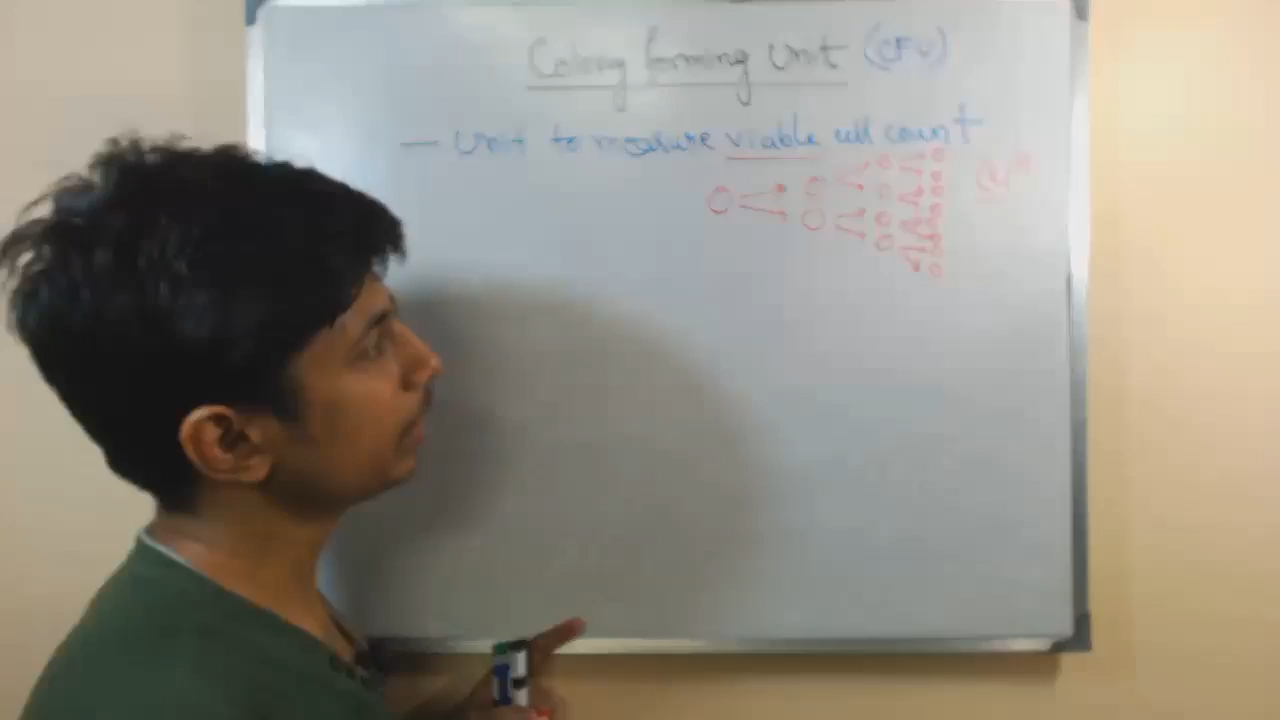 Colony forming Unit (CFU)
— Unit to measure viable cell count